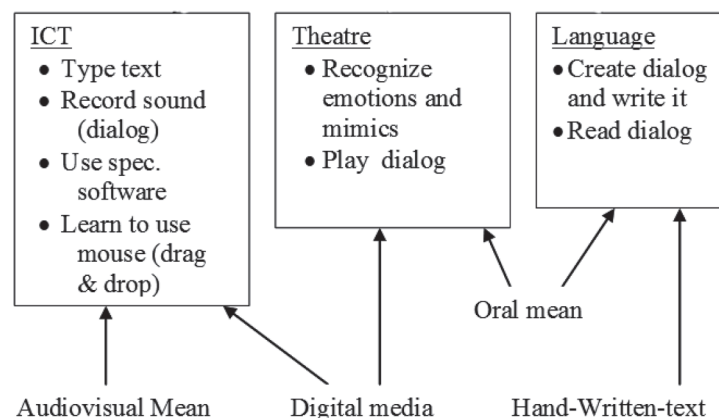 ICT
• Type text
• Record sound
(dialog)
• Use spec.
software
• Learn to use
mouse (drag
& drop)
Theatre
• Recognize
emotions and
mimics
• Play dialog
Language
• Create dialog
and write it
• Read dialog
Oral mean
Audiovisual Mean
Digital media
Hand-Written-text